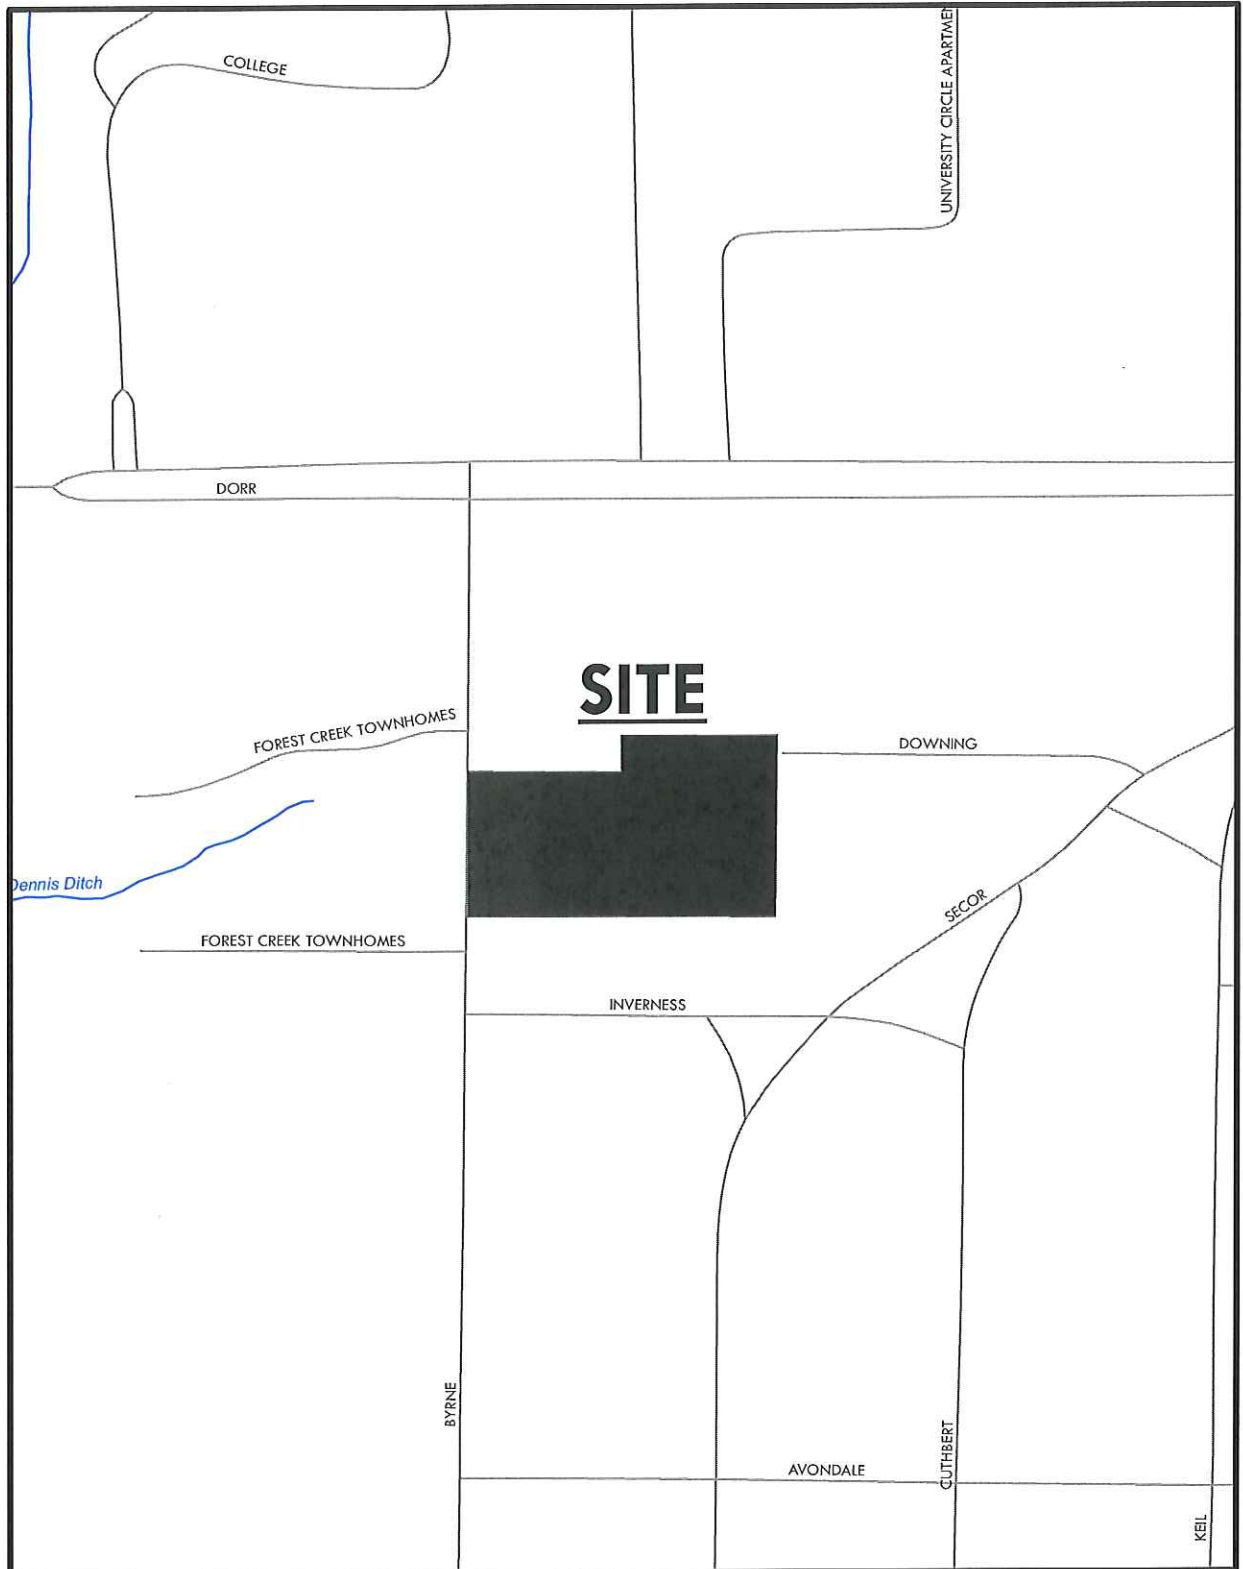 COLLEGE
UNIVERSITY CIRCLE APARTMEN
DORR
SITE
FOREST CREEK TOWNHOMES
DOWNING
Dennis Ditch
SECOR
FOREST CREEK TOWNHOMES
INVERNESS
BYRNE
CUTHBERT
AVONDALE
KEIL